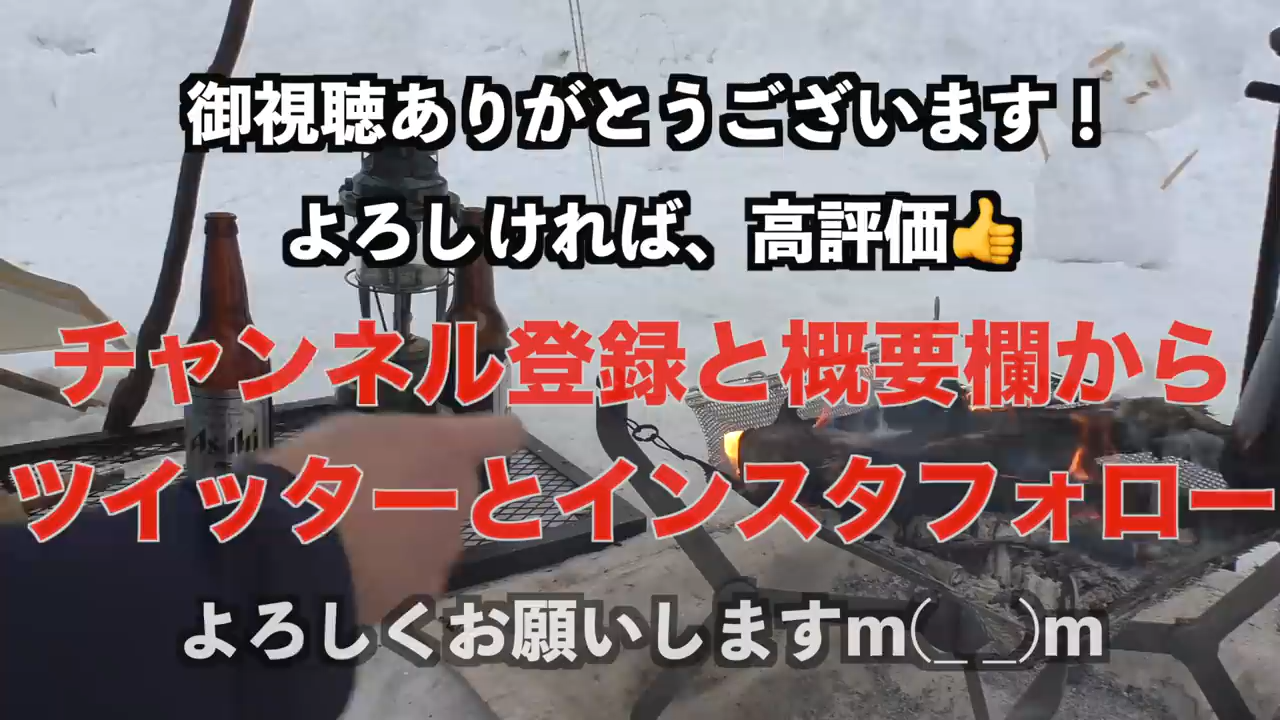 御視聴ありがとうございます！
よろしければ、高評価👍
チャンネル登録と概要欄から
ツイッターとインスタフォロー
よろしくお願いしますm(_ _)m
Asahi